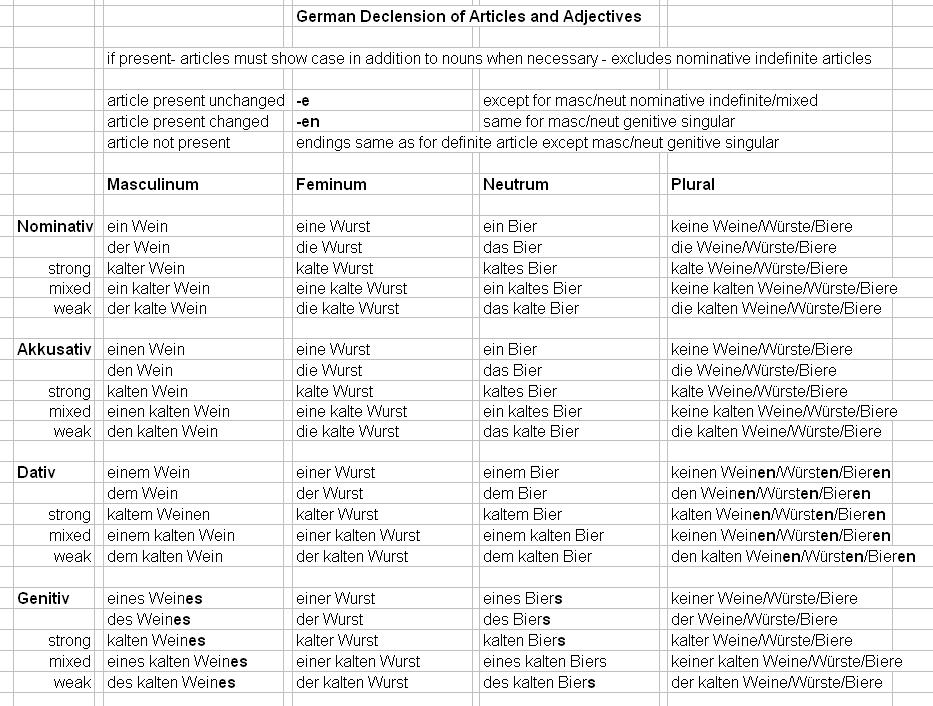 German Declension of Articles and Adjectives
if present- articles must show case in addition to nouns when necessary - excludes nominative indefinite articles
article present unchanged -e except for masc/neut nominative indefinite/mixed
article present changed -en same for masc/neut genitive singular
article not present endings same as for definite article except masc/neut genitive singular
Masculinum Feminum Neutrum Plural
Nominativ ein Wein eine Wurst ein Bier keine Weine/Würste/Biere
der Wein die Wurst das Bier die Weine/Würste/Biere
strong kalter Wein kalte Wurst kaltes Bier kalte Weine/Würste/Biere
mixed ein kalter Wein eine kalte Wurst ein kaltes Bier keine kalten Weine/Würste/Biere
weak der kalte Wein die kalte Wurst das kalte Bier die kalten Weine/Würste/Biere
Akkusativ einen Wein eine Wurst ein Bier keine Weine/Würste/Biere
den Wein die Wurst das Bier die Weine/Würste/Biere
strong kalten Wein kalte Wurst kaltes Bier kalte Weine/Würste/Biere
mixed einen kalten Wein eine kalte Wurst ein kaltes Bier keine kalten Weine/Würste/Biere
weak den kalten Wein die kalte Wurst das kalte Bier die kalten Weine/Würste/Biere
Dativ einem Wein einer Wurst einem Bier keinen Weinen/Würsten/Bieren
dem Wein der Wurst dem Bier den Weinen/Würsten/Bieren
strong kaltem Weinen kalter Wurst kaltem Bier kalten Weinen/Würsten/Bieren
mixed einem kalten Wein einer kalten Wurst einem kalten Bier keinen Weinen/Würsten/Bieren
weak dem kalten Wein der kalten Wurst dem kalten Bier den kalten Weinen/Würsten/Bieren
Genitiv eines Weines einer Wurst eines Biers keiner Weine/Würste/Biere
des Weines der Wurst des Biers der Weine/Würste/Biere
strong kalten Weines kalter Wurst kalten Biers kalter Weine/Würste/Biere
mixed eines kalten Weines einer kalten Wurst eines kalten Biers keiner kalten Weine/Würste/Biere
weak des kalten Weines der kalten Wurst des kalten Biers der kalten Weine/Würste/Biere